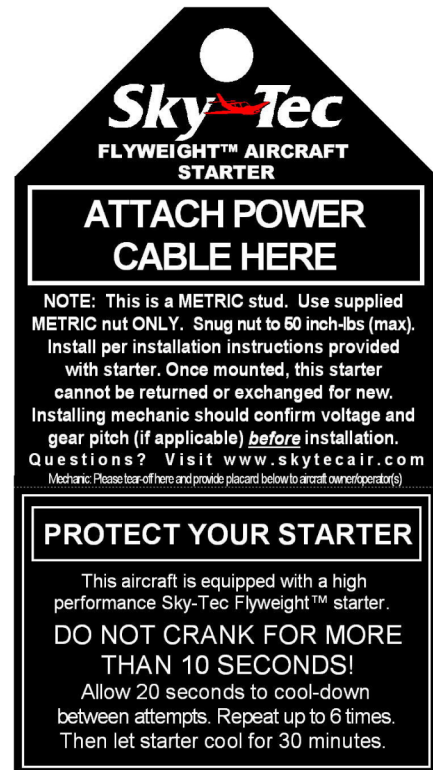 Sky Tec
FLYWEIGHT™ AIRCRAFT
STARTER
ATTACH POWER
CABLE HERE
NOTE: This is a METRIC stud. Use supplied
METRIC nut ONLY. Snug nut to 50 inch-lbs (max).
Install per installation instructions provided
with starter. Once mounted, this starter
cannot be returned or exchanged for new.
Installing mechanic should confirm voltage and
gear pitch (if applicable) before installation.
Questions? Visit www.skytecair.com
Mechanic: Please tear-off here and provide placard below to aircraft owner/operator(s)
PROTECT YOUR STARTER
This aircraft is equipped with a high
performance Sky-Tec Flyweight™ starter.
DO NOT CRANK FOR MORE
THAN 10 SECONDS!
Allow 20 seconds to cool-down
between attempts. Repeat up to 6 times.
Then let starter cool for 30 minutes.